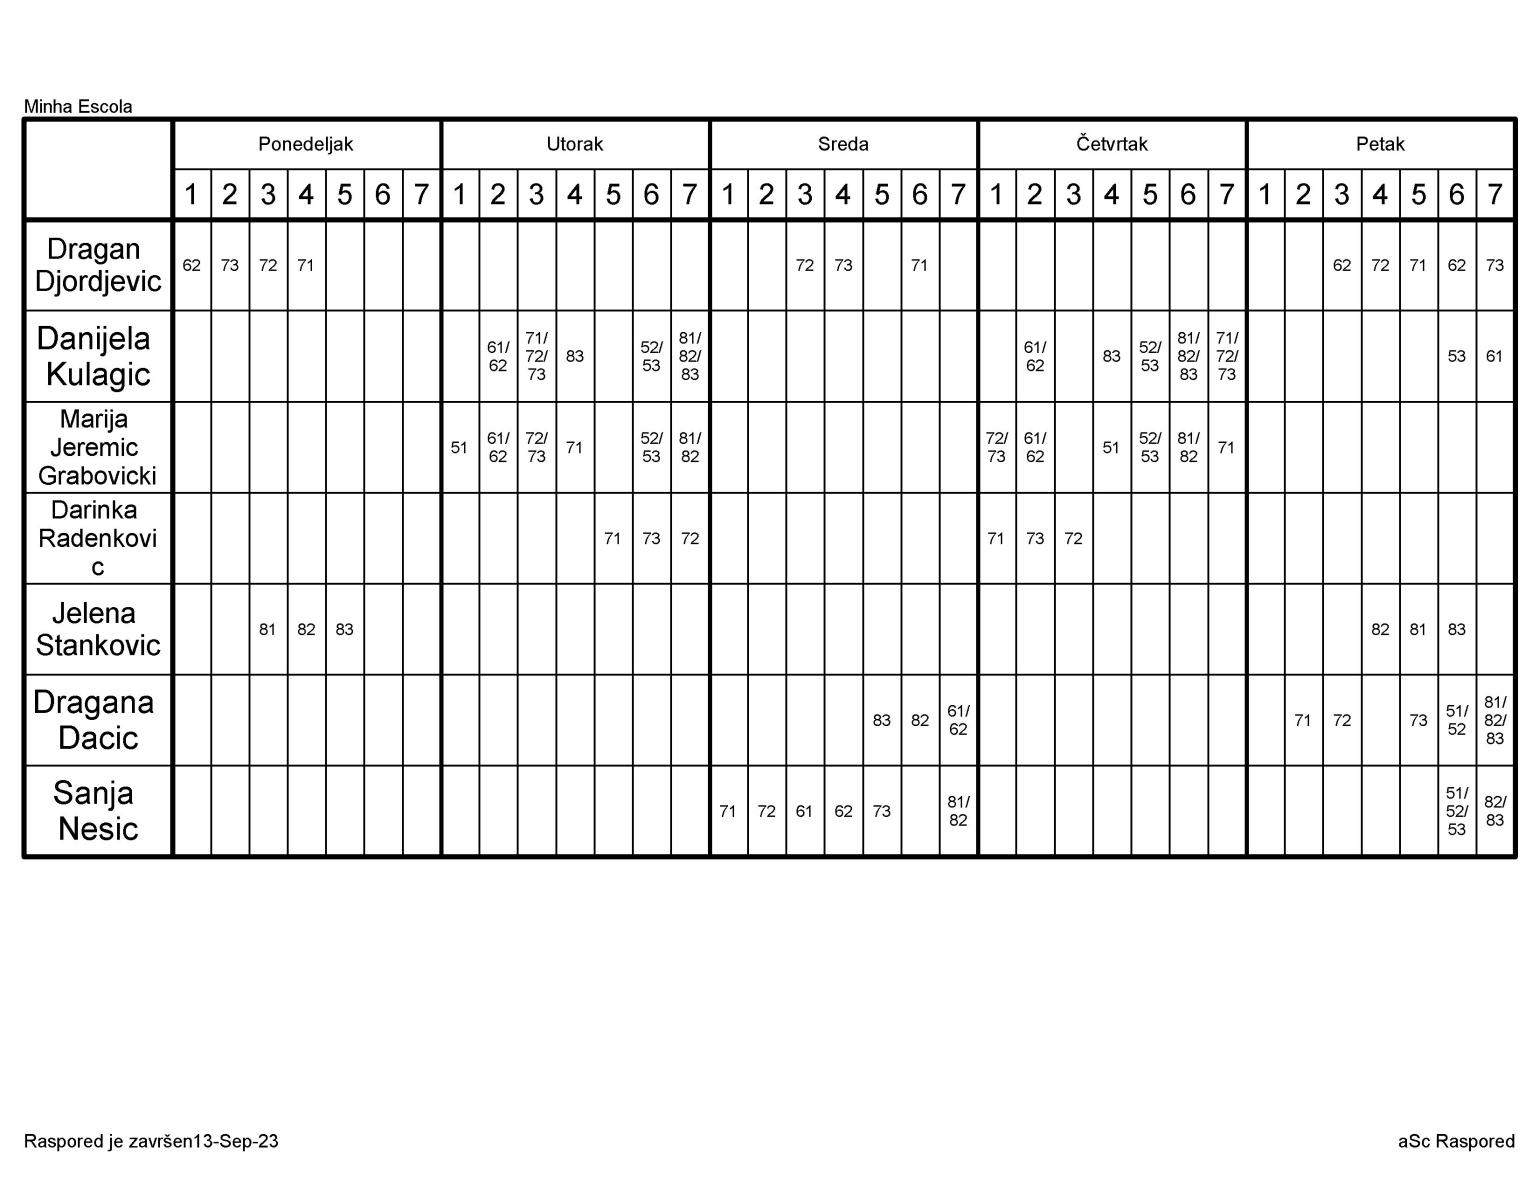 Minha Escola
Ponedeljak Utorak Sreda Četvrtak Petak
1 2 3 4 5 6 7 1 2 3 4 5 6 7 1 2 3 4 5 6 7 1 2 3 4 5 6 7 1 2 3 4 5 6 7
Dragan
Djordjevic
62 73 72 71 72 73 71 62 72 71 62 73
Danijela
Kulagic
61/
62
71/
72/
73
83
52/
53
81/
82/
83
61/
62
83
52/
53
81/
82/
83
71/
72/
73
53 61
Marija
Jeremic
Grabovicki
51
61/
62
72/
73
71
52/
53
81/
82
72/
73
61/
62
51
52/
53
81/
82
71
Darinka
Radenkovi
c
71 73 72 71 73 72
Jelena
Stankovic
81 82 83 82 81 83
Dragana
Dacic
83 82
61/
62
71 72 73
51/
52
81/
82/
83
Sanja
Nesic
71 72 61 62 73
81/
82
51/
52/
53
82/
83
Raspored je završen13-Sep-23
aSc Raspored